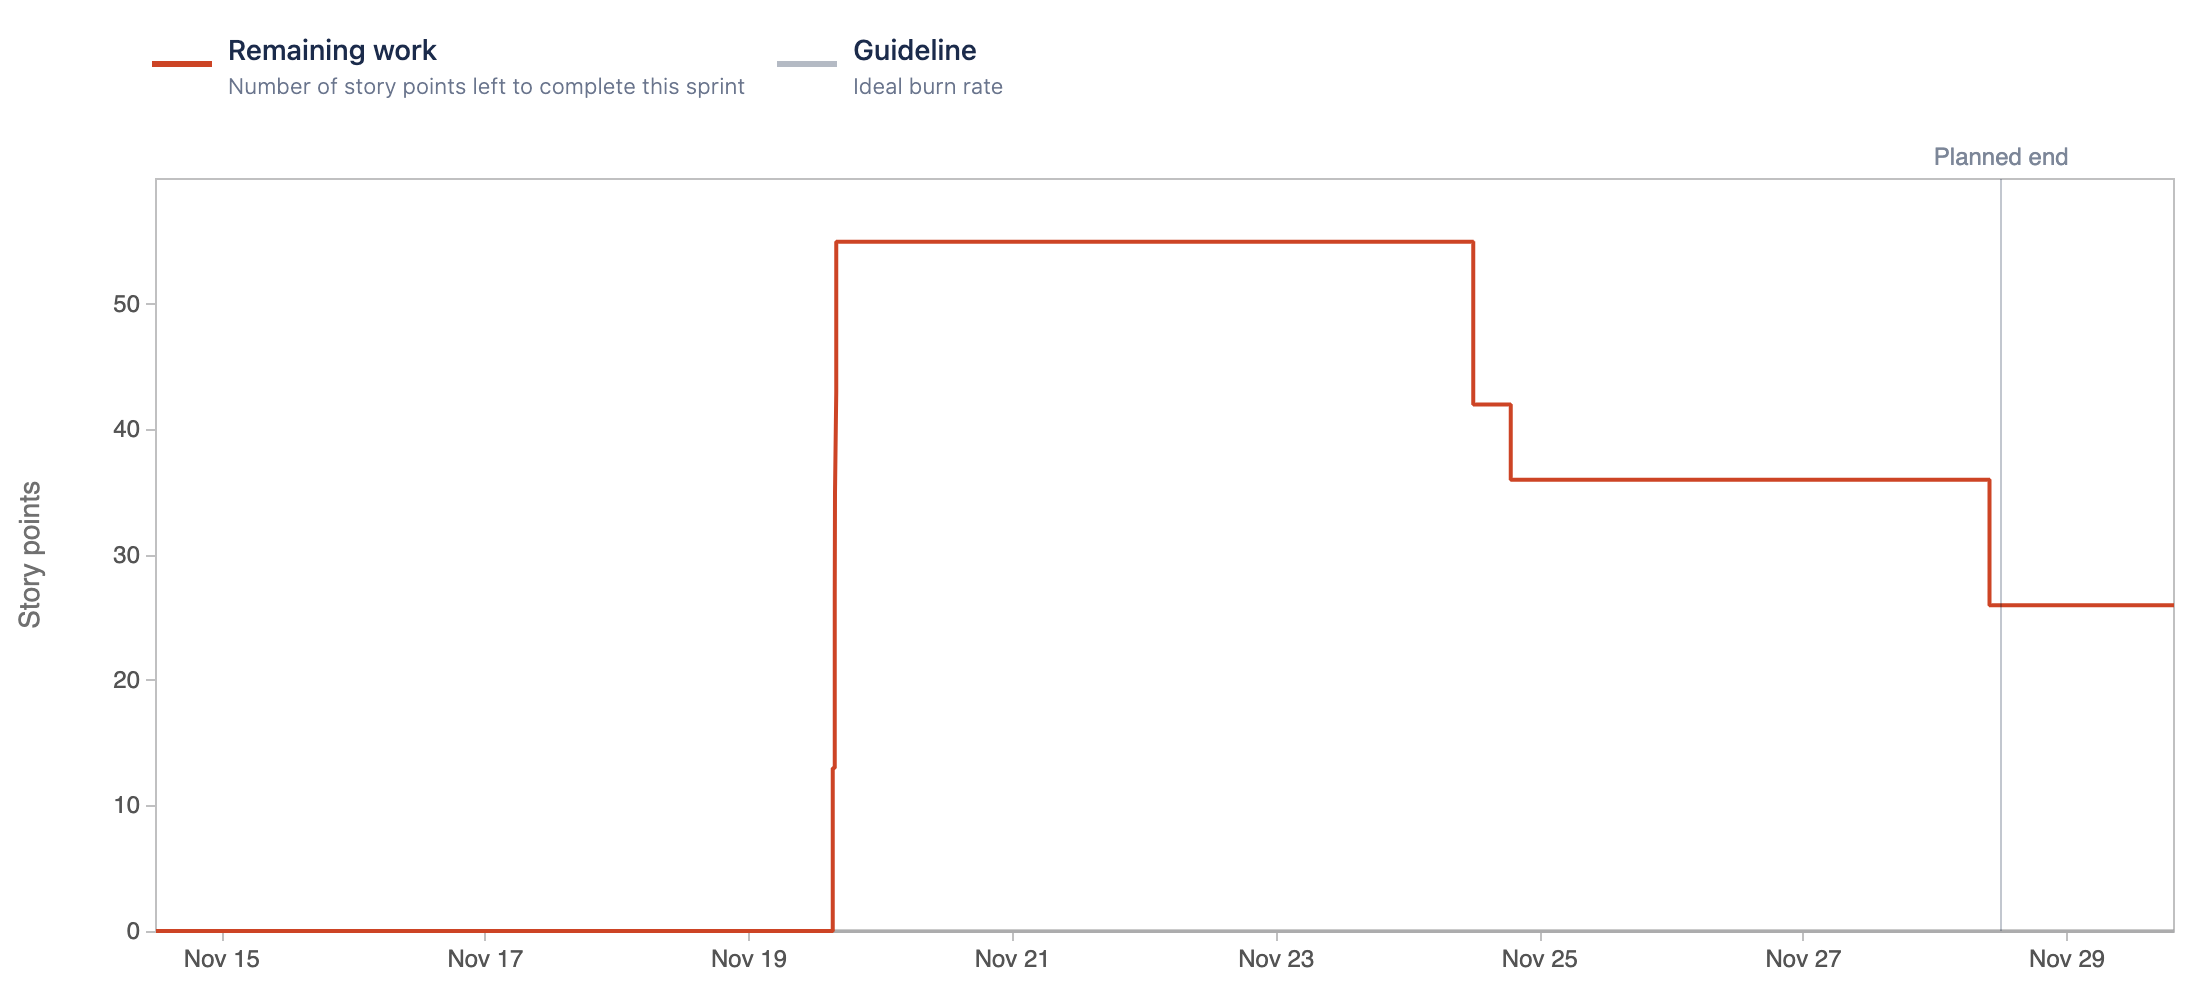 Remaining work
Number of story points left to complete this sprint
Guideline
Ideal burn rate
Planned end
Story points
50
40
30
20
10
0
Nov 15
Nov 17
Nov 19
Nov 21
Nov 23
Nov 25
Nov 27
Nov 29